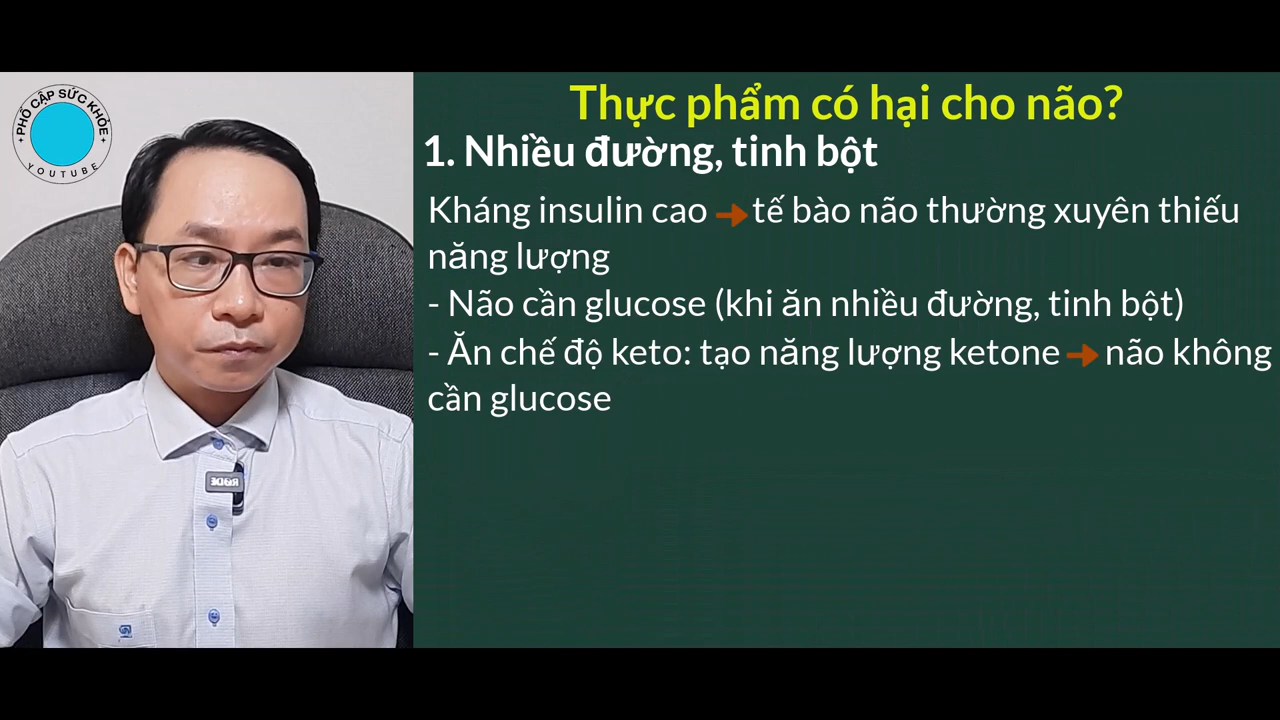 PHỔ CẬP SỨC KHỎE
YOUTUBE
Thực phẩm có hại cho não?
1. Nhiều đường, tinh bột
Kháng insulin cao tế bào não thường xuyên thiếu
năng lượng
- Não cần glucose (khi ăn nhiều đường, tinh bột)
- Ăn chế độ keto: tạo năng lượng ketone não không
cần glucose
RØDE